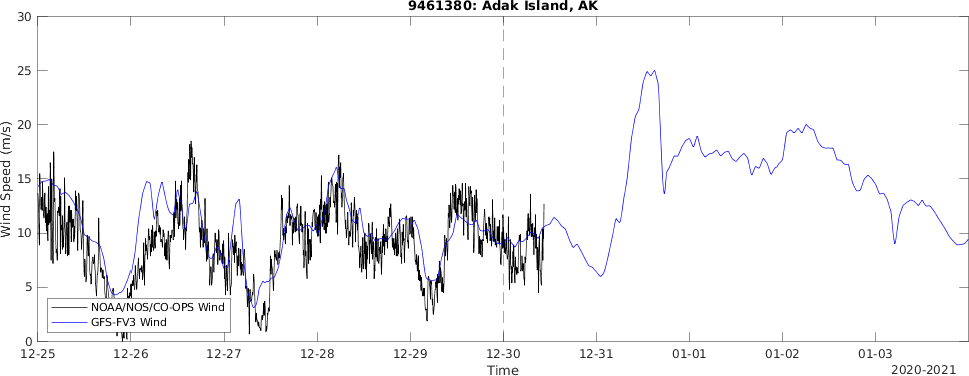 9461380: Adak Island, AK
30
25
20
15
10
5
0
Wind Speed (m/s)
NOAA/NOS/CO-OPS Wind
GFS-FV3 Wind
12-25 12-26 12-27 12-28 12-29 12-30 12-31 01-01 01-02 01-03
Time
2020-2021